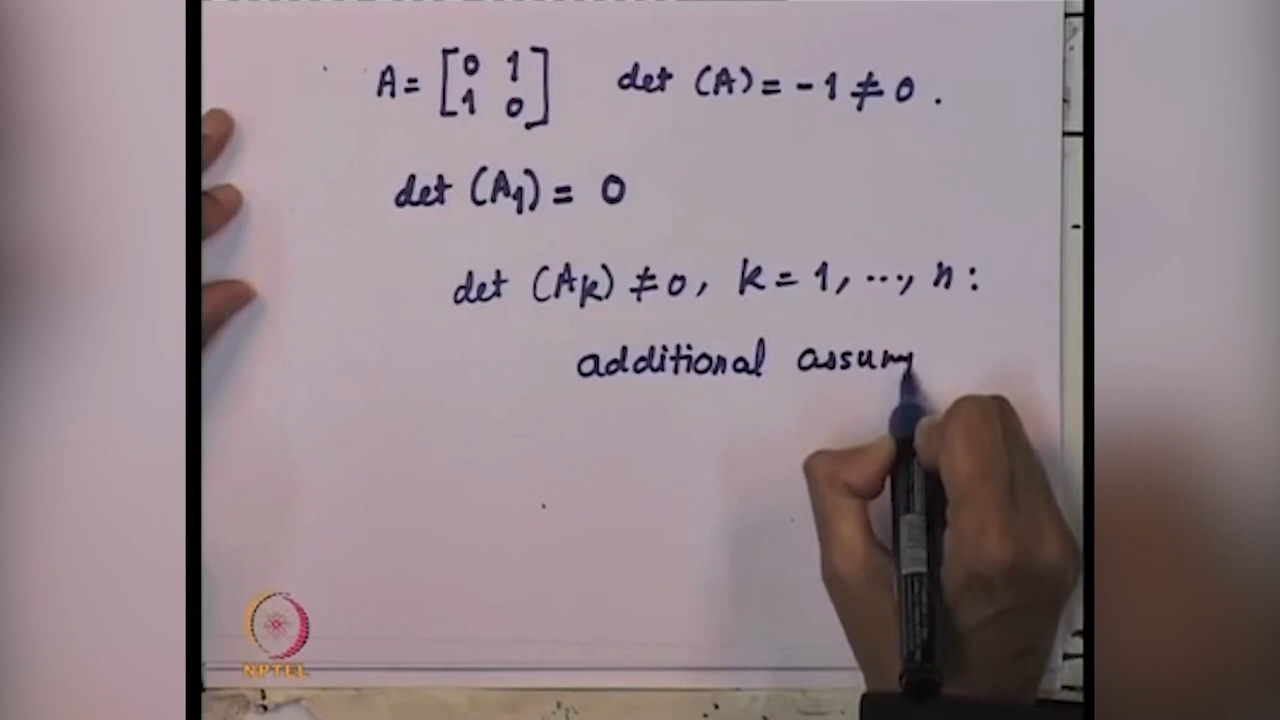 A = [0 1 1 0] det (A) = - 1 ≠ 0 .
det (A₁) = 0
det (Ak) ≠ 0, k = 1, ..., n :
additional assum
NPTEL